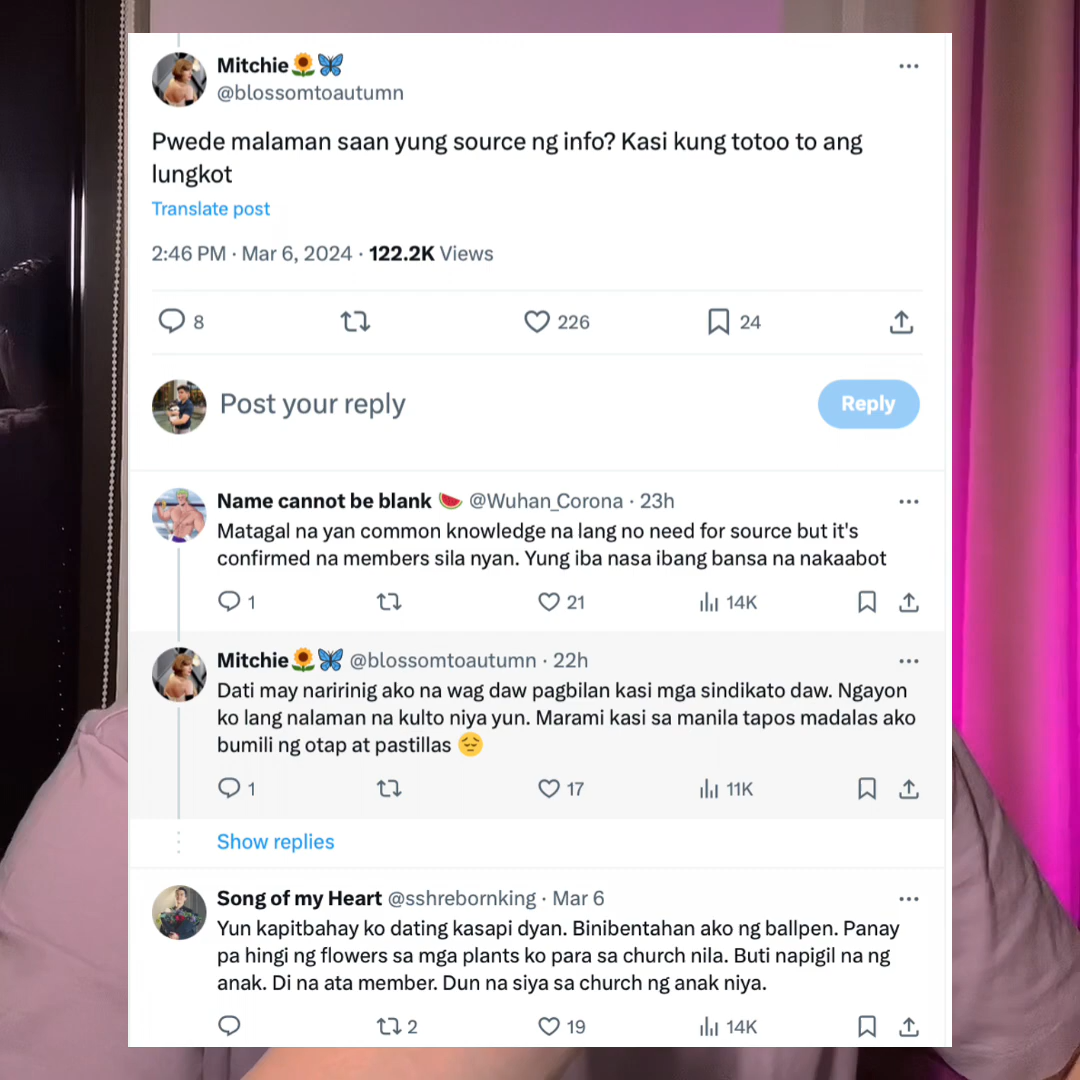 Mitchie🌻🦋
@blossomtoautumn
Pwede malaman saan yung source ng info? Kasi kung totoo to ang
lungkot
Translate post
2:46 PM · Mar 6, 2024 · 122.2K Views
8 226 24
Post your reply Reply
Name cannot be blank 🍉 @Wuhan_Corona · 23h
Matagal na yan common knowledge na lang no need for source but it's
confirmed na members sila nyan. Yung iba nasa ibang bansa na nakaabot
1 21 14K
Mitchie🌻🦋 @blossomtoautumn · 22h
Dati may naririnig ako na wag daw pagbilan kasi mga sindikato daw. Ngayon
ko lang nalaman na kulto niya yun. Marami kasi sa manila tapos madalas ako
bumili ng otap at pastillas 😔
1 17 11K
Show replies
Song of my Heart @sshrebornking · Mar 6
Yun kapitbahay ko dating kasapi dyan. Binibentahan ako ng ballpen. Panay
pa hingi ng flowers sa mga plants ko para sa church nila. Buti napigil na ng
anak. Di na ata member. Dun na siya sa church ng anak niya.
2 19 14K